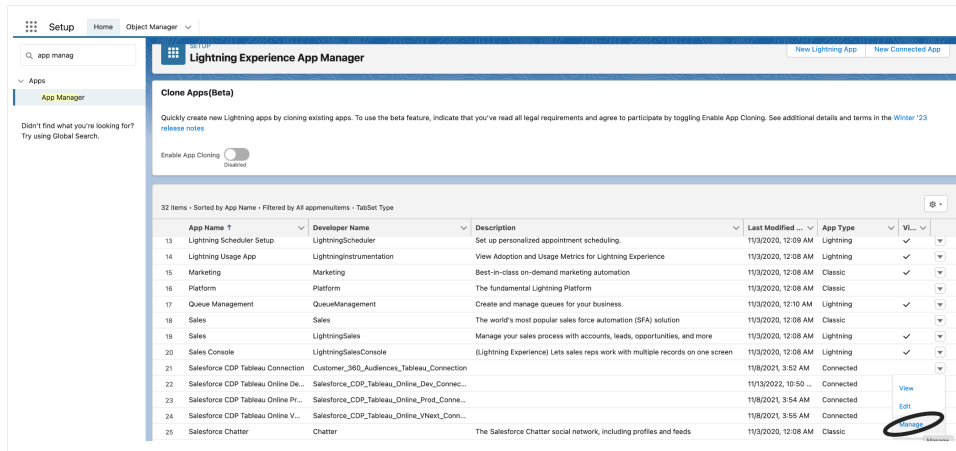 Setup Home Object Manager
app manag
Apps
App Manager
Didn't find what you're looking for?
Try using Global Search.
SETUP
Lightning Experience App Manager
New Lightning App New Connected App
Clone Apps(Beta)
Quickly create new Lightning apps by cloning existing apps. To use the beta feature, indicate that you've read all legal requirements and agree to participate by toggling Enable App Cloning. See additional details and terms in the Winter '23
release notes
Enable App Cloning
Disabled
32 items • Sorted by App Name • Filtered by All appmenuitems - TabSet Type
App Name ↑ Developer Name Description Last Modified ... App Type Vi...
13 Lightning Scheduler Setup LightningScheduler Set up personalized appointment scheduling. 11/3/2020, 12:09 AM Lightning
14 Lightning Usage App LightningInstrumentation View Adoption and Usage Metrics for Lightning Experience 11/3/2020, 12:08 AM Lightning
15 Marketing Marketing Best-in-class on-demand marketing automation 11/3/2020, 12:08 AM Classic
16 Platform Platform The fundamental Lightning Platform 11/3/2020, 12:08 AM Classic
17 Queue Management QueueManagement Create and manage queues for your business. 11/3/2020, 12:10 AM Lightning
18 Sales Sales The world's most popular sales force automation (SFA) solution 11/3/2020, 12:08 AM Classic
19 Sales LightningSales Manage your sales process with accounts, leads, opportunities, and more 11/3/2020, 12:08 AM Lightning
20 Sales Console LightningSalesConsole (Lightning Experience) Lets sales reps work with multiple records on one screen 11/3/2020, 12:08 AM Lightning
21 Salesforce CDP Tableau Connection Customer_360_Audiences_Tableau_Connection 11/8/2021, 3:52 AM Connected
22 Salesforce CDP Tableau Online De... Salesforce_CDP_Tableau_Online_Dev_Connec... 11/13/2022, 10:50 ... Connected
View
23 Salesforce CDP Tableau Online Pr... Salesforce_CDP_Tableau_Online_Prod_Conne... 11/8/2021, 3:54 AM Connected
Edit
24 Salesforce CDP Tableau Online V... Salesforce_CDP_Tableau_Online_VNext_Conn... 11/8/2021, 3:55 AM Connected
Manage
25 Salesforce Chatter Chatter The Salesforce Chatter social network, including profiles and feeds 11/3/2020, 12:08 AM Classic
Manage